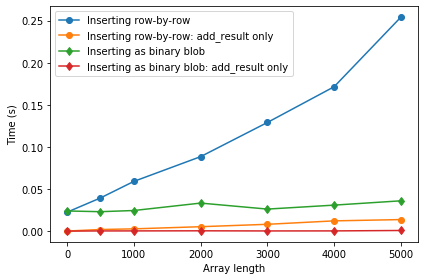 Inserting row-by-row
Inserting row-by-row: add_result only
Inserting as binary blob
Inserting as binary blob: add_result only
0.25
0.20
0.15
0.10
0.05
0.00
Time (s)
0 1000 2000 3000 4000 5000
Array length